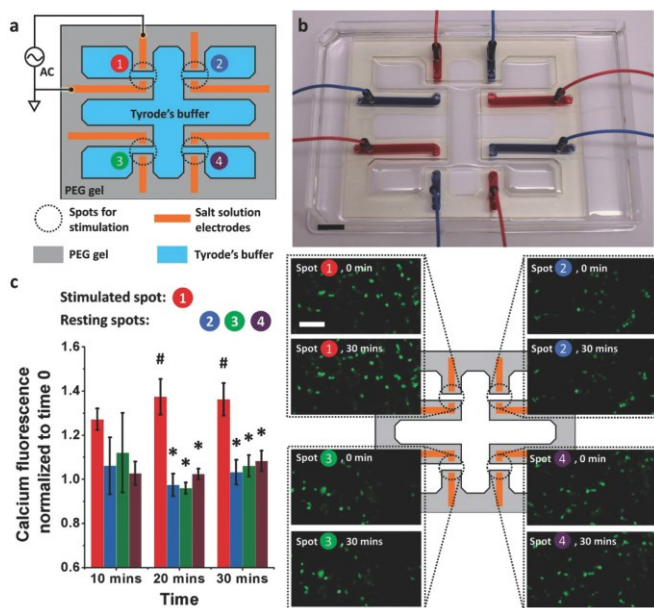 a
AC
1
2
Tyrode's buffer
3
4
PEG gel
Spots for
stimulation
Salt solution
electrodes
PEG gel
Tyrode's buffer
b
c
Stimulated spot: 1
Resting spots: 2 3 4
Calcium fluorescence
normalized to time 0
1.6
1.4
1.2
1.0
0.8
0.6
#
#
* * *
* * *
10 mins 20 mins 30 mins
Time
Spot 1 , 0 min
Spot 1 , 30 mins
Spot 2 , 0 min
Spot 2 , 30 mins
Spot 3 , 0 min
Spot 3 , 30 mins
Spot 4 , 0 min
Spot 4 , 30 mins